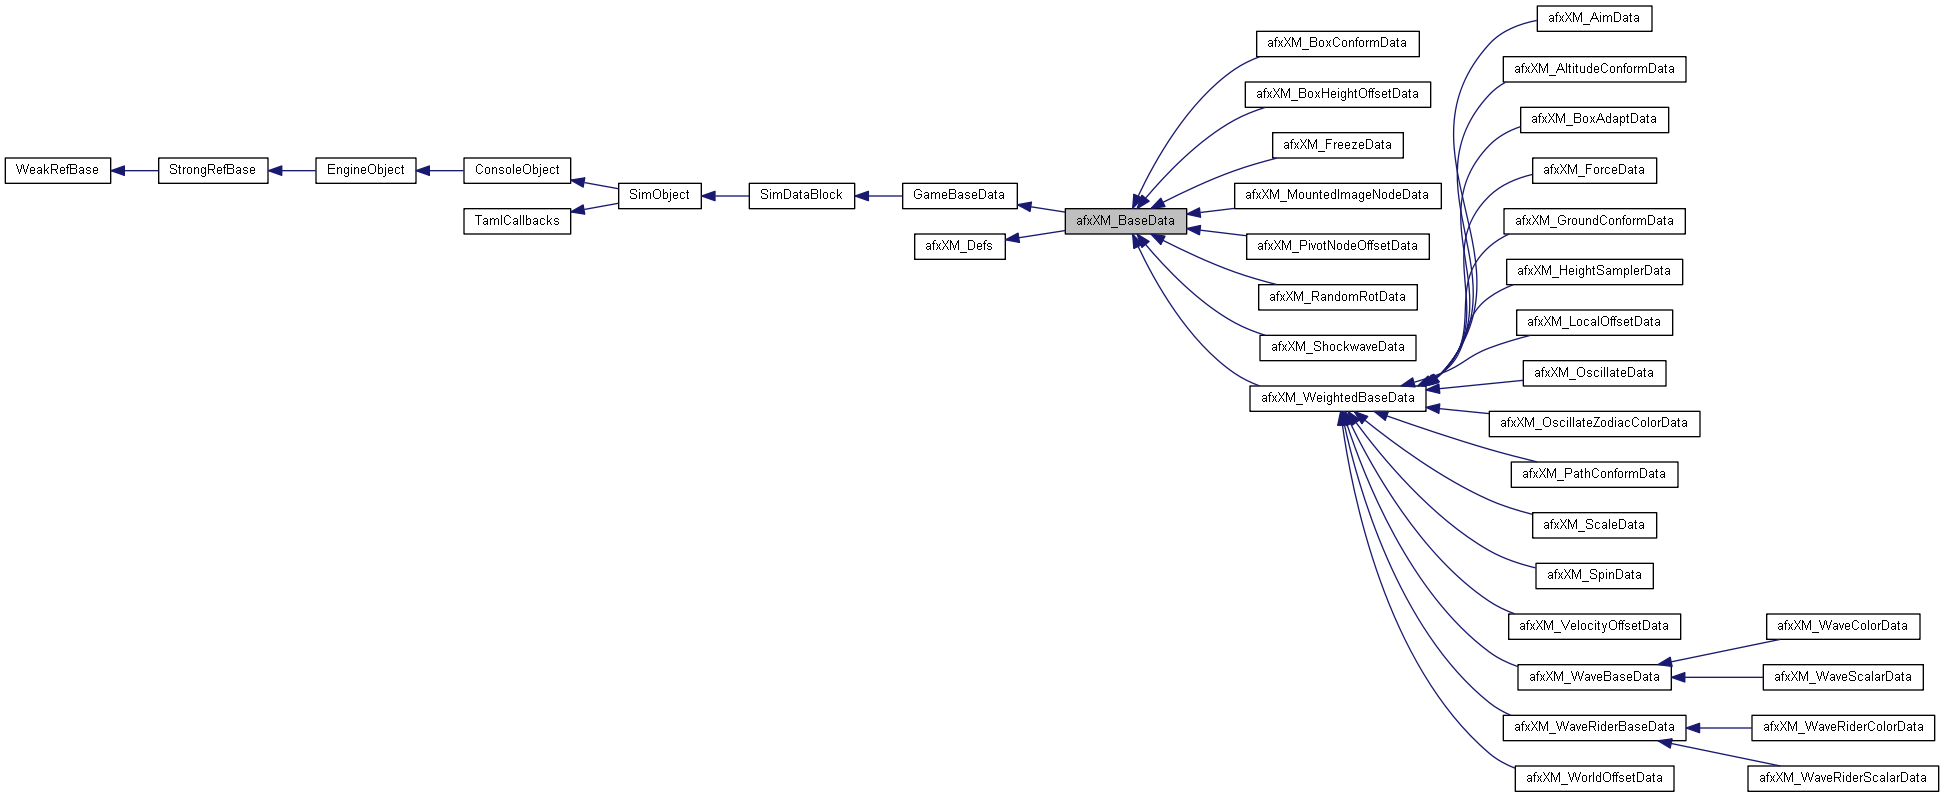 WeakRefBase
StrongRefBase
EngineObject
ConsoleObject
TamlCallbacks
SimObject
SimDataBlock
GameBaseData
afxXM_Defs
afxXM_BaseData
afxXM_BoxConformData
afxXM_BoxHeightOffsetData
afxXM_FreezeData
afxXM_MountedImageNodeData
afxXM_PivotNodeOffsetData
afxXM_RandomRotData
afxXM_ShockwaveData
afxXM_WeightedBaseData
afxXM_AimData
afxXM_AltitudeConformData
afxXM_BoxAdaptData
afxXM_ForceData
afxXM_GroundConformData
afxXM_HeightSamplerData
afxXM_LocalOffsetData
afxXM_OscillateData
afxXM_OscillateZodiacColorData
afxXM_PathConformData
afxXM_ScaleData
afxXM_SpinData
afxXM_VelocityOffsetData
afxXM_WaveBaseData
afxXM_WaveRiderBaseData
afxXM_WorldOffsetData
afxXM_WaveColorData
afxXM_WaveScalarData
afxXM_WaveRiderColorData
afxXM_WaveRiderScalarData